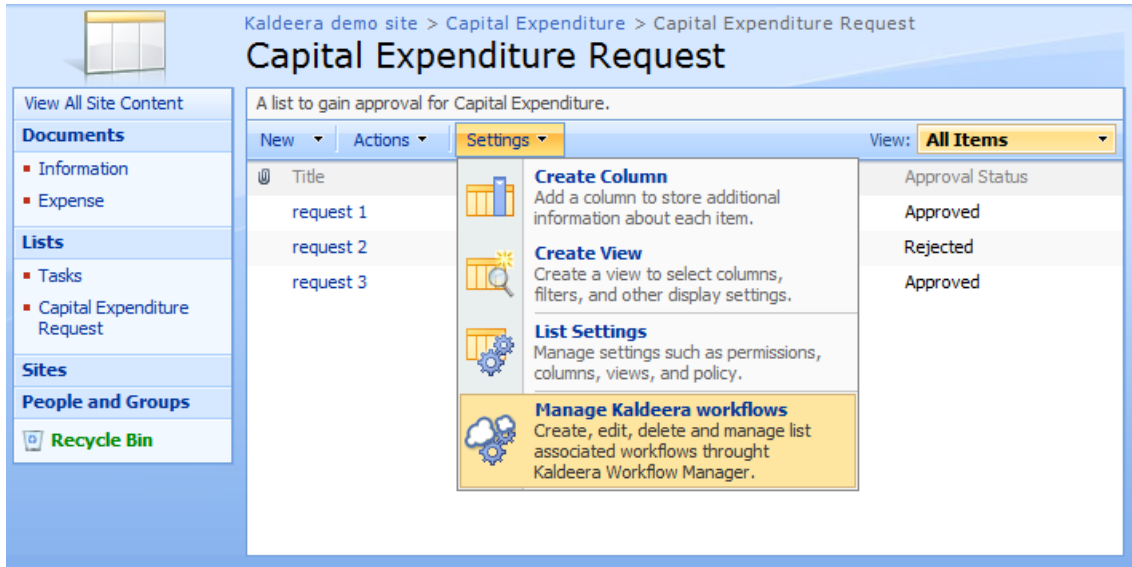 Kaldeera demo site > Capital Expenditure > Capital Expenditure Request
Capital Expenditure Request
View All Site Content
Documents
Information
Expense
Lists
Tasks
Capital Expenditure
Request
Sites
People and Groups
Recycle Bin
A list to gain approval for Capital Expenditure.
New Actions Settings View: All Items
Title Approval Status
request 1 Approved
request 2 Rejected
request 3 Approved
Create Column
Add a column to store additional
information about each item.
Create View
Create a view to select columns,
filters, and other display settings.
List Settings
Manage settings such as permissions,
columns, views, and policy.
Manage Kaldeera workflows
Create, edit, delete and manage list
associated workflows throught
Kaldeera Workflow Manager.